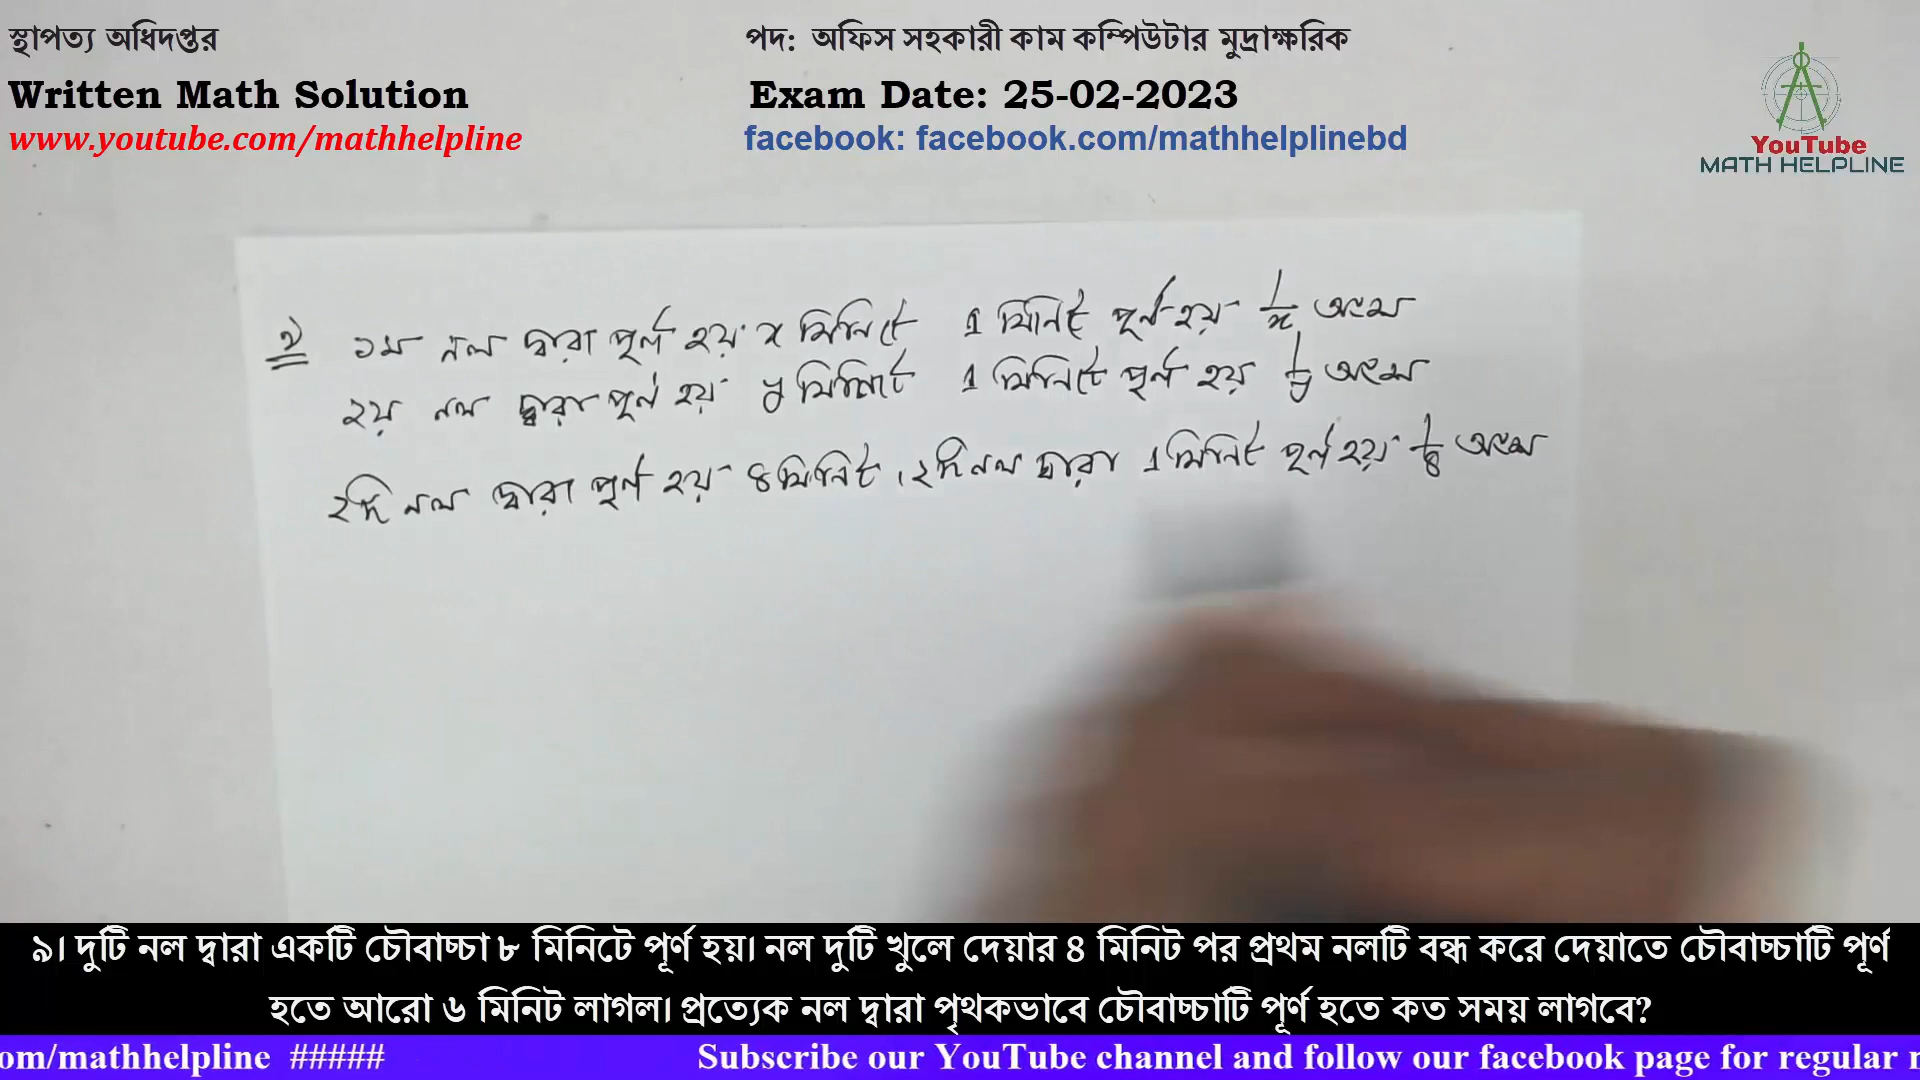 স্থাপত্য অধিদপ্তর
পদ: অফিস সহকারী কাম কম্পিউটার মুদ্রাক্ষরিক
Written Math Solution
Exam Date: 25-02-2023
www.youtube.com/mathhelpline
facebook: facebook.com/mathhelplinebd
YouTube
MATH HELPLINE
১ম নল দ্বারা পূর্ণ হয় x মিনিটে 1 মিনিটে পূর্ণ হয় 1/x অংশ
২য় নল দ্বারা পূর্ণ হয় y মিনিটে 1 মিনিটে পূর্ণ হয় 1/y অংশ
২টি নল দ্বারা পূর্ণ হয় 8 মিনিটে, ২টি নল দ্বারা 1 মিনিটে পূর্ণ হয় 1/8 অংশ
৯। দুটি নল দ্বারা একটি চৌবাচ্চা ৮ মিনিটে পূর্ণ হয়। নল দুটি খুলে দেয়ার ৪ মিনিট পর প্রথম নলটি বন্ধ করে দেয়াতে চৌবাচ্চাটি পূর্ণ
হতে আরো ৬ মিনিট লাগল। প্রত্যেক নল দ্বারা পৃথকভাবে চৌবাচ্চাটি পূর্ণ হতে কত সময় লাগবে?
om/mathhelpline ##### Subscribe our YouTube channel and follow our facebook page for regular